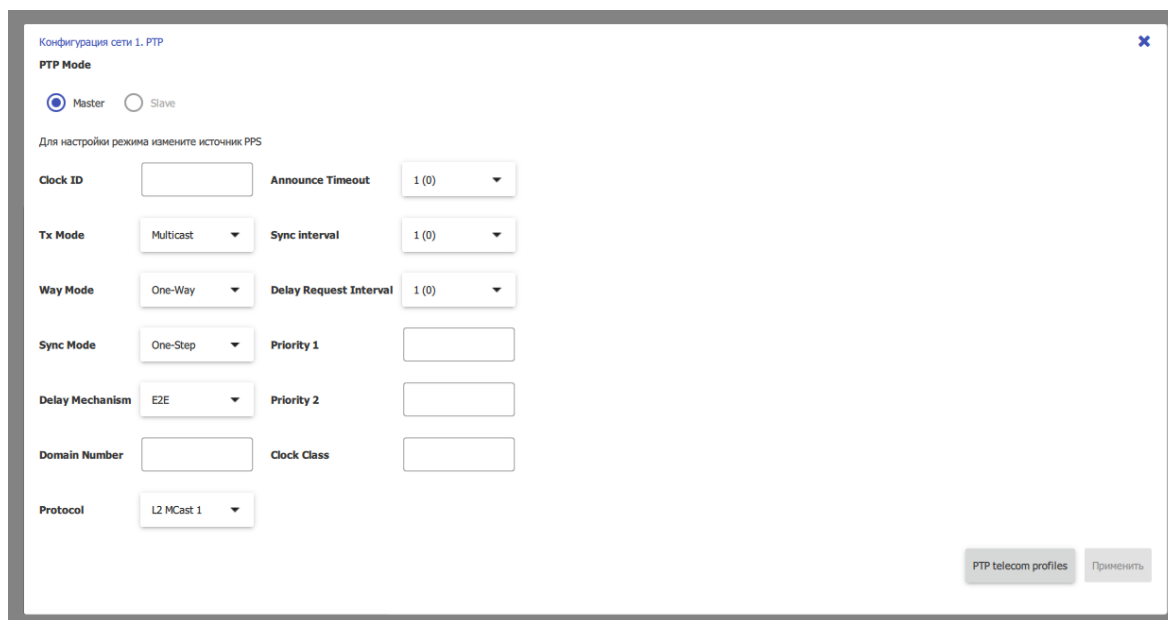 Конфигурация сети 1. PTP
PTP Mode
Master Slave
Для настройки режима измените источник PPS
Clock ID Announce Timeout 1 (0)
Tx Mode Multicast Sync interval 1 (0)
Way Mode One-Way Delay Request Interval 1 (0)
Sync Mode One-Step Priority 1
Delay Mechanism E2E Priority 2
Domain Number Clock Class
Protocol L2 MCast 1
PTP telecom profiles Применить